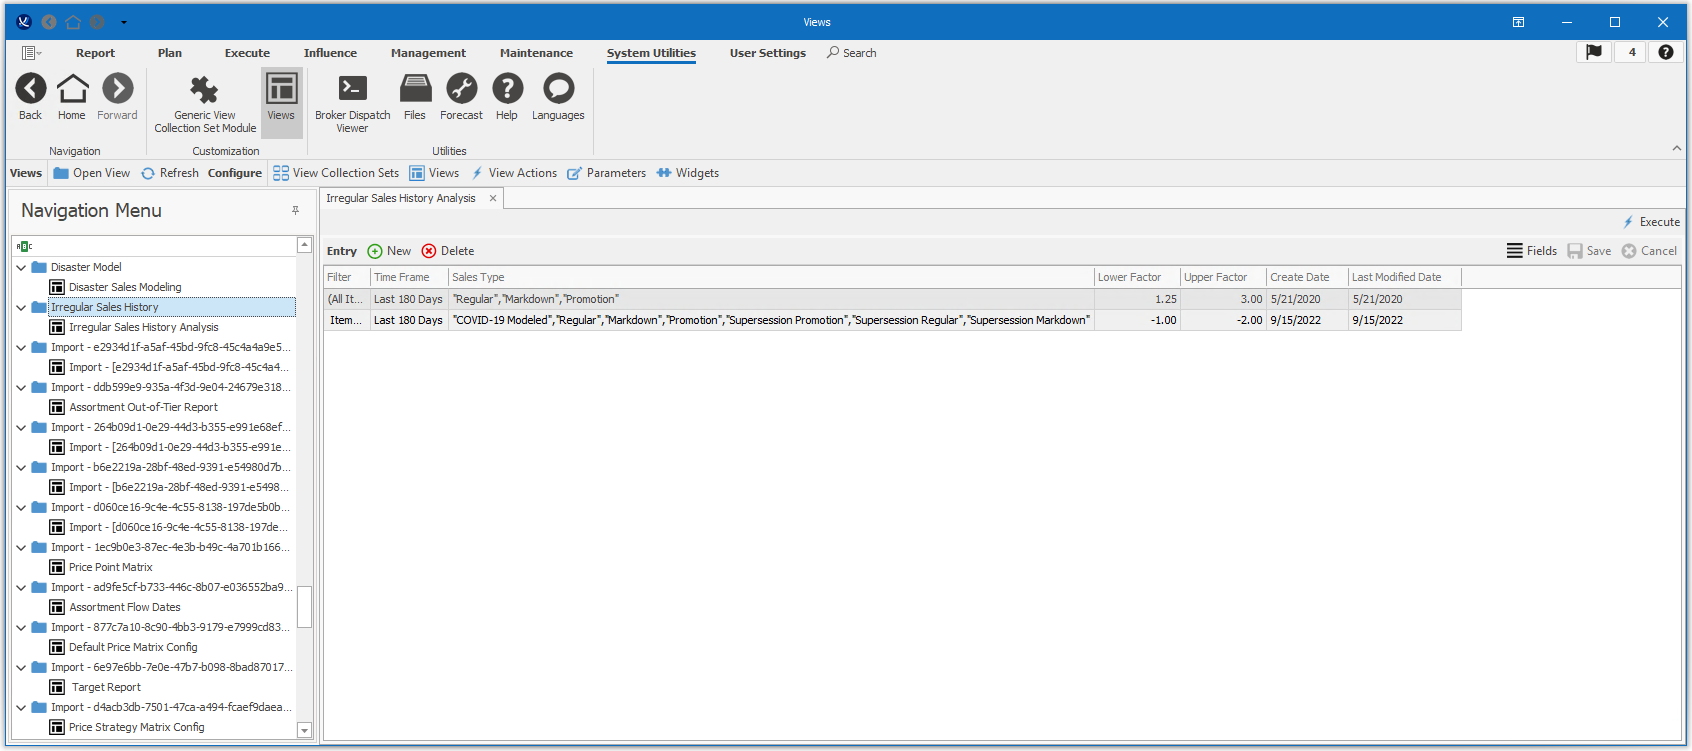 Views
Report Plan Execute Influence Management Maintenance System Utilities User Settings Search 4
Back Home Forward Generic View Collection Set Module Views Broker Dispatch Viewer Files Forecast Help Languages
Navigation Customization Utilities
Views Open View Refresh Configure View Collection Sets Views View Actions Parameters Widgets
Navigation Menu
Disaster Model
Disaster Sales Modeling
Irregular Sales History
Irregular Sales History Analysis
Import - e2934d1f-a5af-45bd-9fc8-45c4a4a9e5...
Import - [e2934d1f-a5af-45bd-9fc8-45c4a4...
Import - ddb599e9-935a-4f3d-9e04-24679e318...
Assortment Out-of-Tier Report
Import - 264b09d1-0e29-44d3-b355-e991e68ef...
Import - [264b09d1-0e29-44d3-b355-e991e...
Import - b6e2219a-28bf-48ed-9391-e54980d7b...
Import - [b6e2219a-28bf-48ed-9391-e5498...
Import - d060ce16-9c4e-4c55-8138-197de5b0b...
Import - [d060ce16-9c4e-4c55-8138-197de...
Import - 1ec9b0e3-87ec-4e3b-b49c-4a701b166...
Price Point Matrix
Import - ad9fe5cf-b733-446c-8b07-e036552ba9...
Assortment Flow Dates
Import - 877c7a10-8c90-4bb3-9179-e7999cd83...
Default Price Matrix Config
Import - 6e97e6bb-7e0e-47b7-b098-8bad87017...
Target Report
Import - d4acb3db-7501-47ca-a494-fcaef9daea...
Price Strategy Matrix Config
Irregular Sales History Analysis
Execute
Entry New Delete Fields Save Cancel
Filter Time Frame Sales Type Lower Factor Upper Factor Create Date Last Modified Date
(All It... Last 180 Days "Regular","Markdown","Promotion" 1.25 3.00 5/21/2020 5/21/2020
Item... Last 180 Days "COVID-19 Modeled","Regular","Markdown","Promotion","Supersession Promotion","Supersession Regular","Supersession Markdown" -1.00 -2.00 9/15/2022 9/15/2022